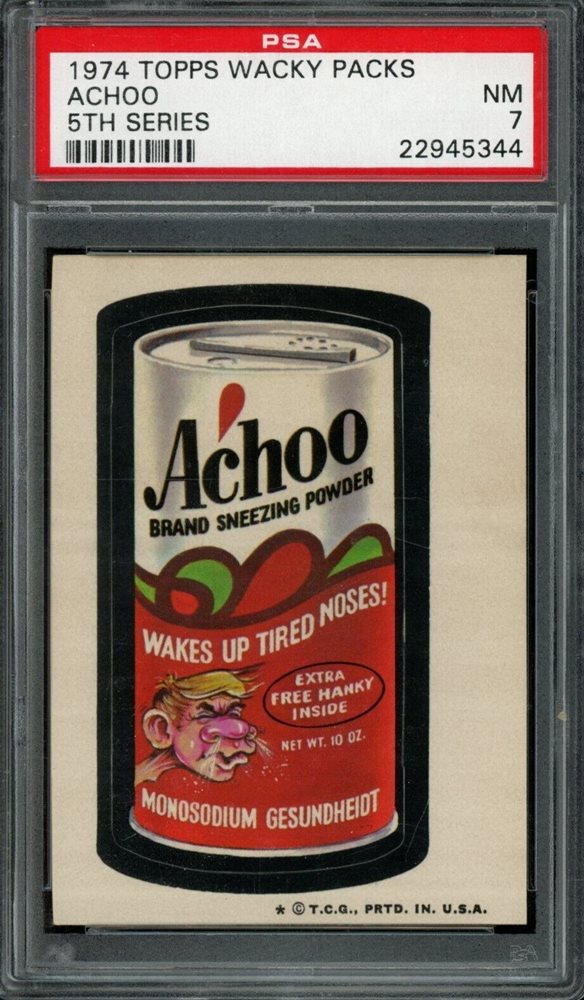 PSA
1974 TOPPS WACKY PACKS
ACHOO NM
5TH SERIES 7
22945344
A'choo
BRAND SNEEZING POWDER
WAKES UP TIRED NOSES!
EXTRA
FREE HANKY
INSIDE
NET WT. 10 OZ.
MONOSODIUM GESUNDHEIDT
* © T.C.G., PRTD. IN. U.S.A.
PSA